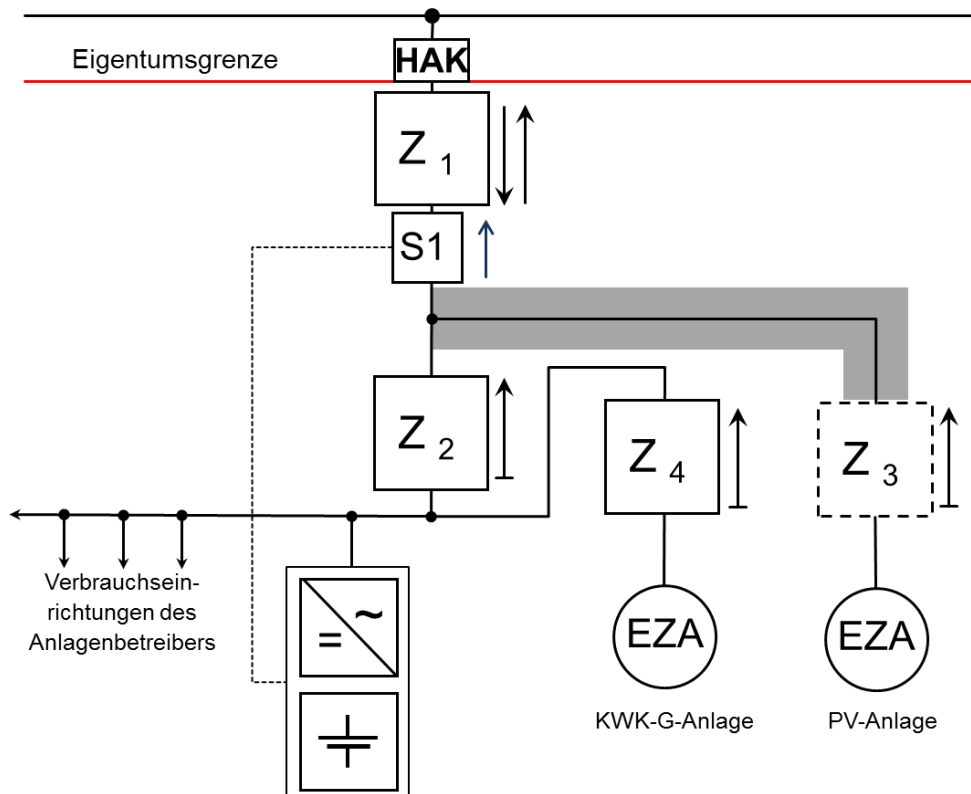 Eigentumsgrenze
HAK
Z 1
S1
Z 2
Z 4
Z 3
Verbrauchsein-
richtungen des
Anlagenbetreibers
= ~
EZA
EZA
KWK-G-Anlage
PV-Anlage